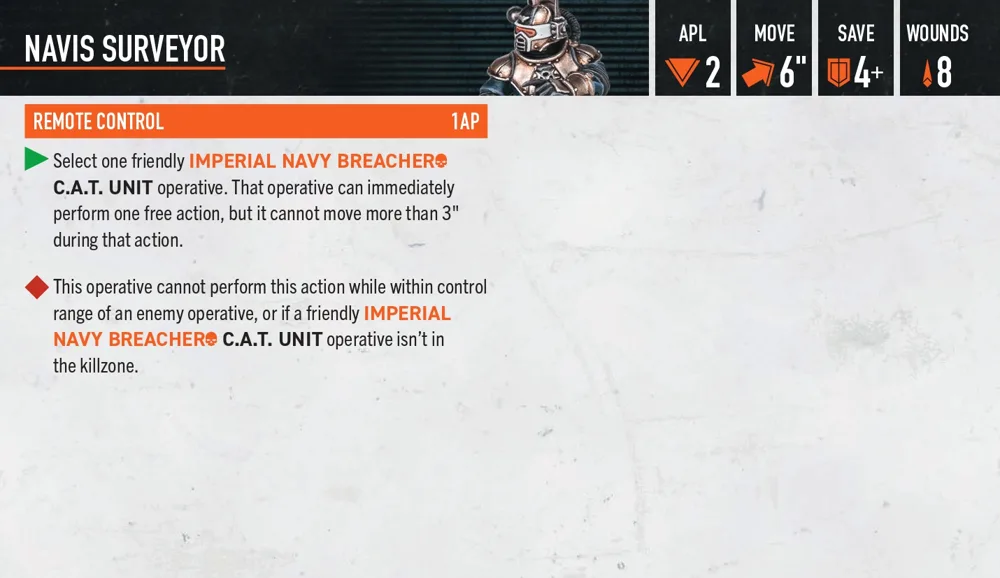 NAVIS SURVEYOR
APL
2
MOVE
6"
SAVE
4+
WOUNDS
8
REMOTE CONTROL 1AP
Select one friendly IMPERIAL NAVY BREACHER
C.A.T. UNIT operative. That operative can immediately
perform one free action, but it cannot move more than 3"
during that action.
This operative cannot perform this action while within control
range of an enemy operative, or if a friendly IMPERIAL
NAVY BREACHER C.A.T. UNIT operative isn’t in
the killzone.